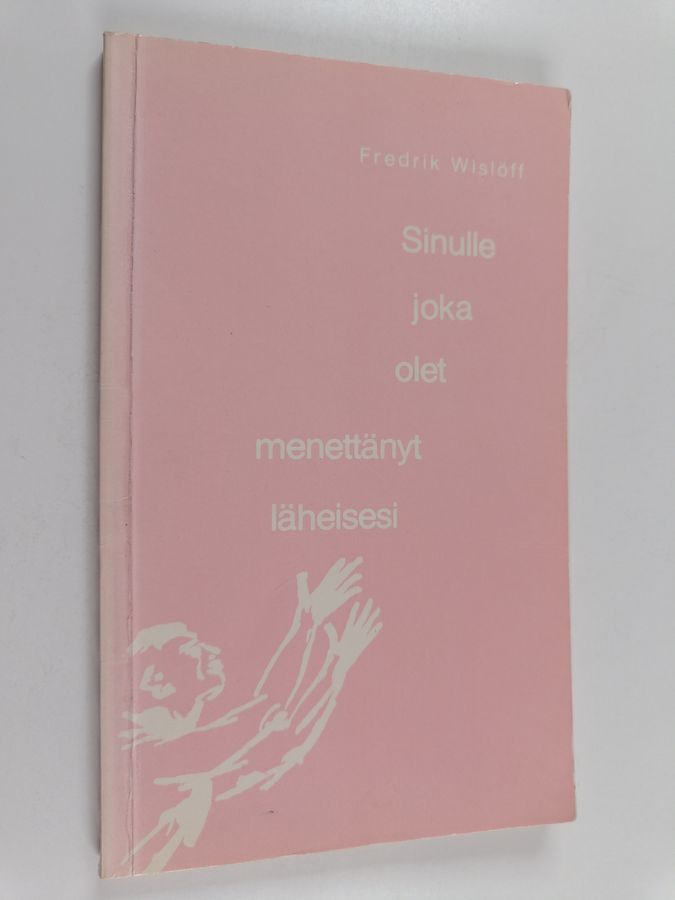 Fredrik Wislöff
Sinulle
joka
olet
menettänyt
läheisesi